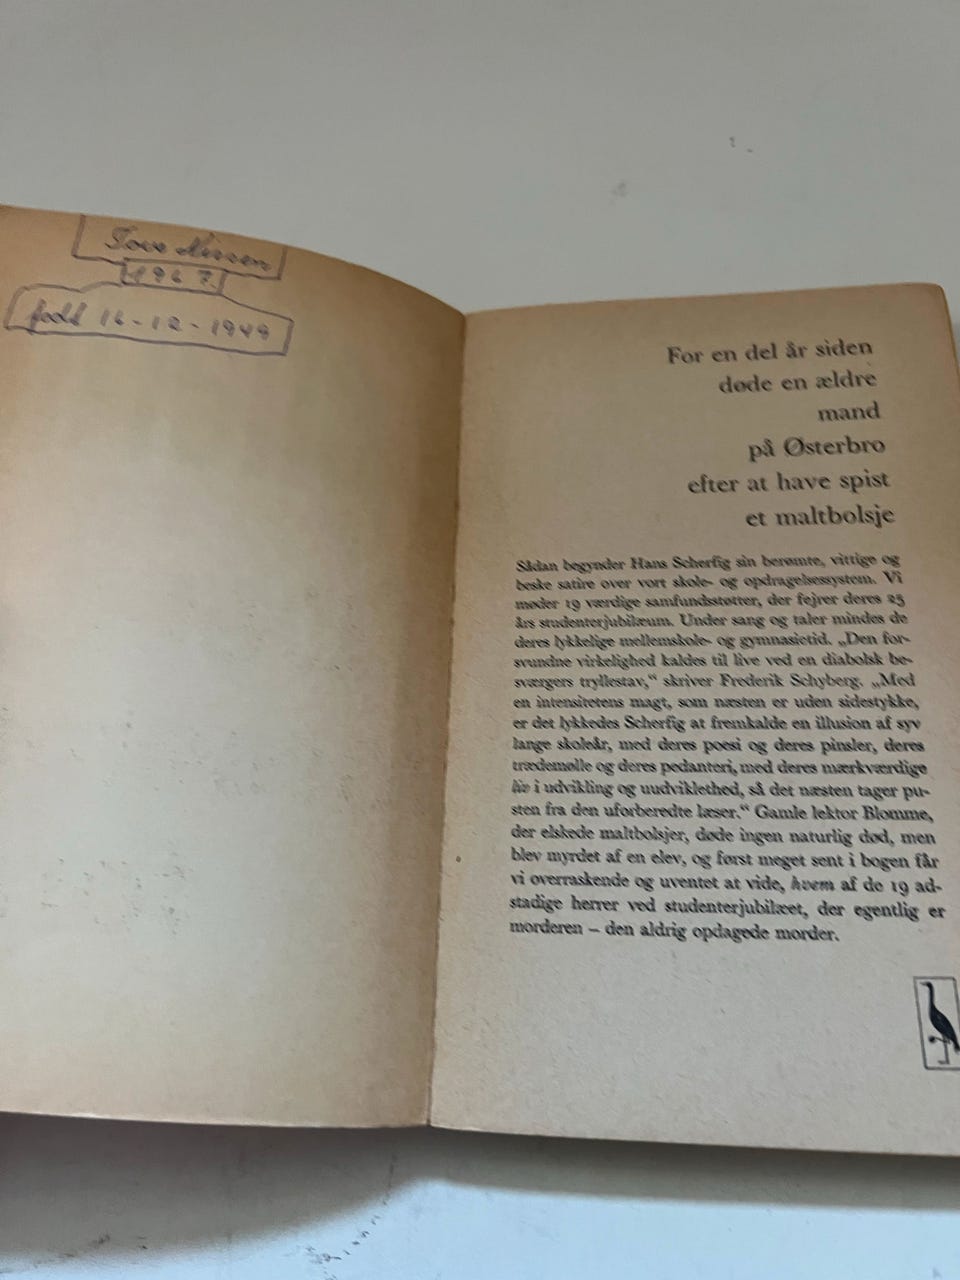 Tove Nissen
1967
født 16-12-1949
For en del år siden
døde en ældre
mand
på Østerbro
efter at have spist
et maltbolsje
Sådan begynder Hans Scherfig sin berømte, vittige og
beske satire over vort skole- og opdragelsessystem. Vi
møder 19 værdige samfundsstøtter, der fejrer deres 25
års studenterjubilæum. Under sang og taler mindes de
deres lykkelige mellemskole- og gymnasietid. „Den for-
svundne virkelighed kaldes til live ved en diabolsk be-
sværgers tryllestav,“ skriver Frederik Schyberg. „Med
en intensitetens magt, som næsten er uden sidestykke,
er det lykkedes Scherfig at fremkalde en illusion af syv
lange skoleår, med deres poesi og deres pinsler, deres
trædemølle og deres pedanteri, med deres mærkværdige
liv i udvikling og uudviklethed, så det næsten tager pu-
sten fra den uforberedte læser.“ Gamle lektor Blomme,
der elskede maltbolsjer, døde ingen naturlig død, men
blev myrdet af en elev, og først meget sent i bogen får
vi overraskende og uventet at vide, hvem af de 19 ad-
stadige herrer ved studenterjubilæet, der egentlig er
morderen – den aldrig opdagede morder.